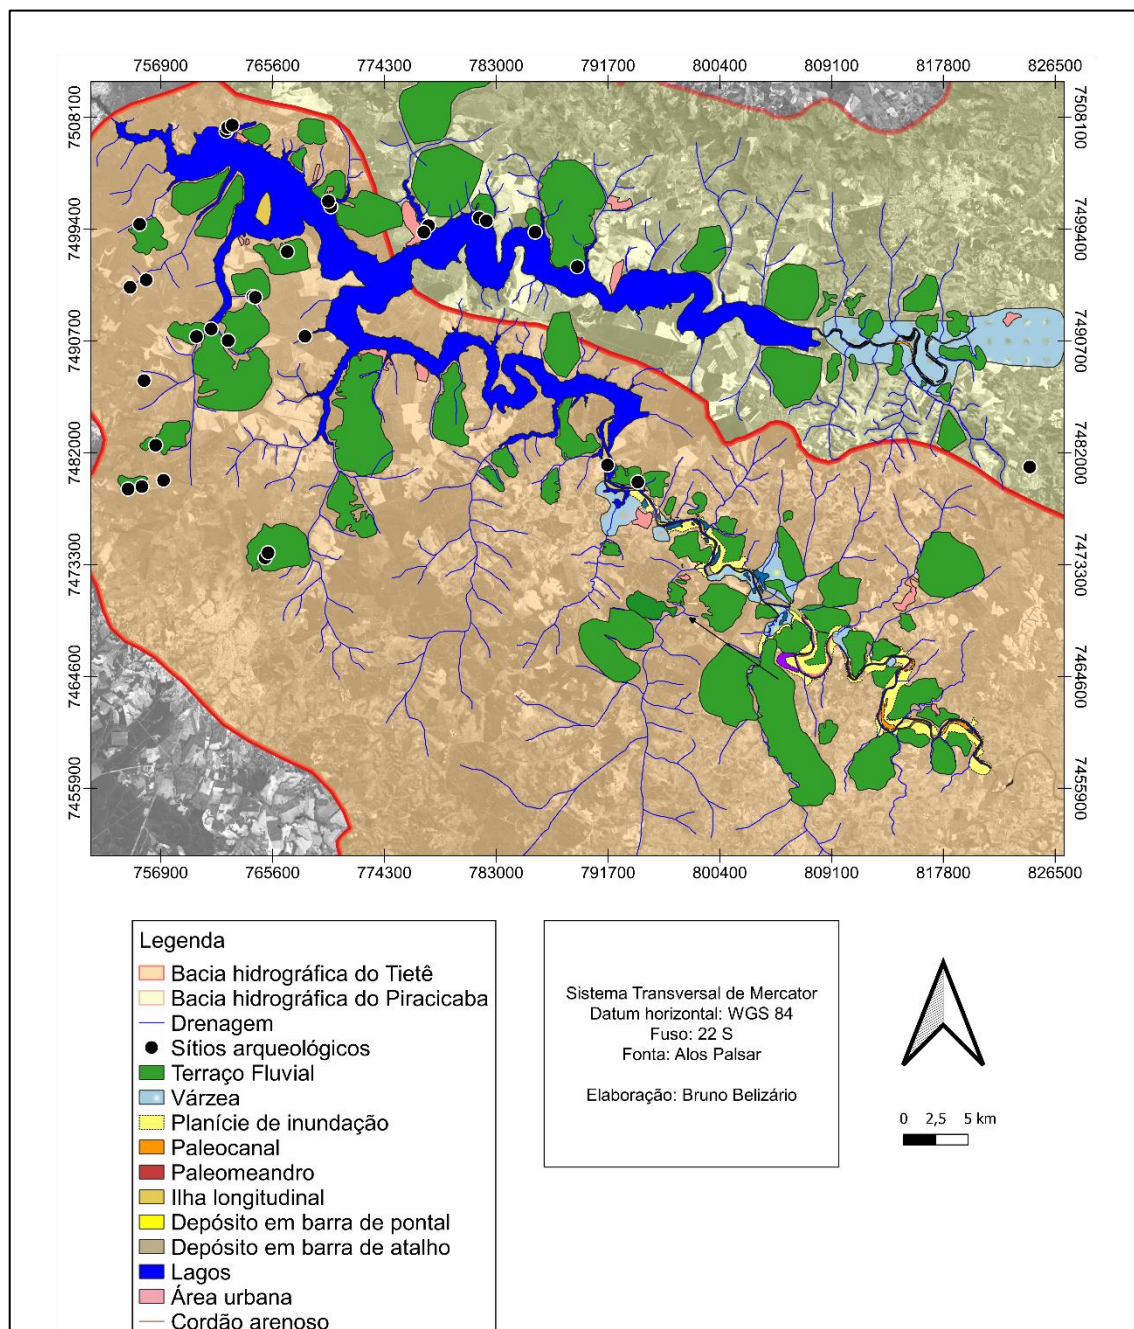 756900 765600 774300 783000 791700 800400 809100 817800 826500
7508100 7508100
7499400 7499400
7490700 7490700
7482000 7482000
7473300 7473300
7464600 7464600
7455900 7455900
756900 765600 774300 783000 791700 800400 809100 817800 826500
Legenda
Bacia hidrográfica do Tietê
Bacia hidrográfica do Piracicaba
Drenagem
Sítios arqueológicos
Terraço Fluvial
Várzea
Planície de inundação
Paleocanal
Paleomeandro
Ilha longitudinal
Depósito em barra de pontal
Depósito em barra de atalho
Lagos
Área urbana
Cordão arenoso
Sistema Transversal de Mercator
Datum horizontal: WGS 84
Fuso: 22 S
Fonta: Alos Palsar
Elaboração: Bruno Belizário
0 2,5 5 km